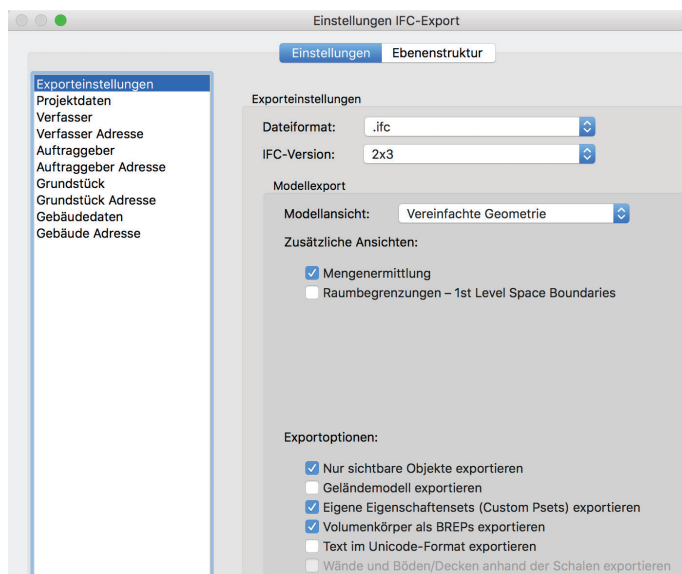 Einstellungen IFC-Export
Einstellungen Ebenenstruktur
Exporteinstellungen
Projektdaten
Verfasser
Verfasser Adresse
Auftraggeber
Auftraggeber Adresse
Grundstück
Grundstück Adresse
Gebäudedaten
Gebäude Adresse
Exporteinstellungen
Dateiformat: .ifc
IFC-Version: 2x3
Modellexport
Modellansicht: Vereinfachte Geometrie
Zusätzliche Ansichten:
Mengenermittlung
Raumbegrenzungen – 1st Level Space Boundaries
Exportoptionen:
Nur sichtbare Objekte exportieren
Geländemodell exportieren
Eigene Eigenschaftensets (Custom Psets) exportieren
Volumenkörper als BREPs exportieren
Text im Unicode-Format exportieren
Wände und Böden/Decken anhand der Schalen exportieren